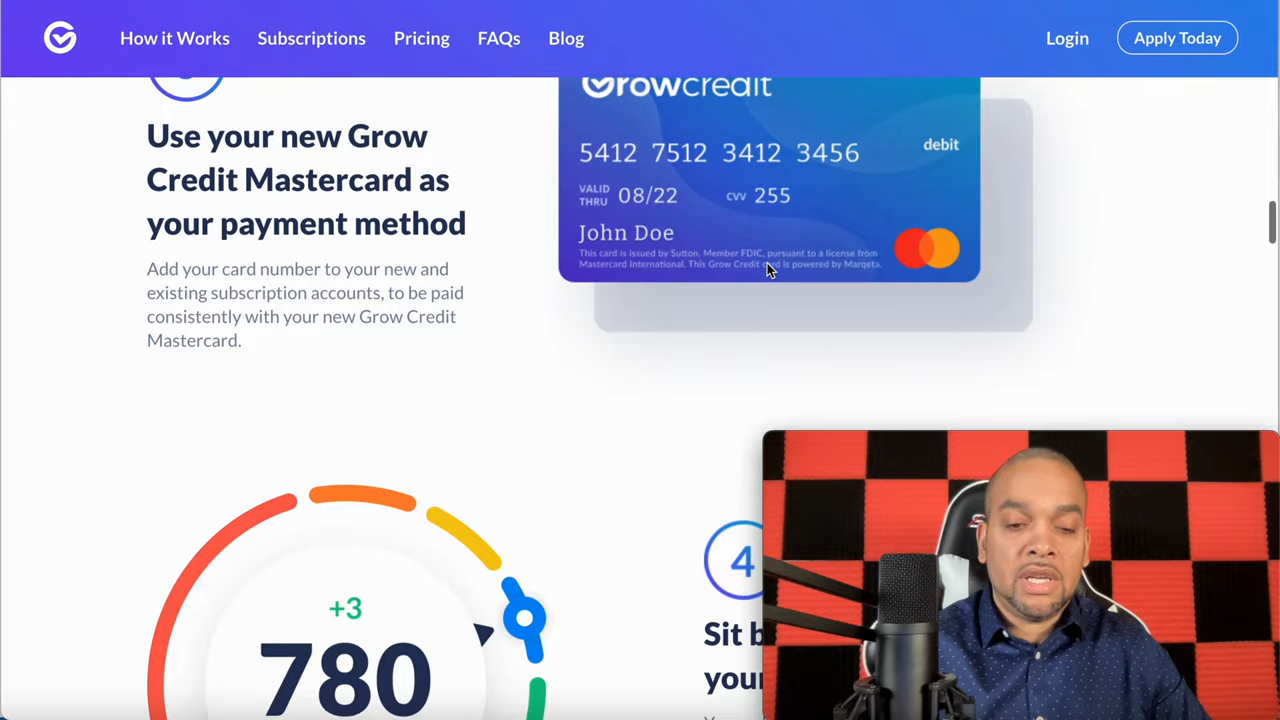 How it Works Subscriptions Pricing FAQs Blog Login Apply Today
Use your new Grow
Credit Mastercard as
your payment method
Add your card number to your new and
existing subscription accounts, to be paid
consistently with your new Grow Credit
Mastercard.
Growcredit
5412 7512 3412 3456
debit
VALID
THRU 08/22 CVV 255
John Doe
This card is issued by Sutton, Member FDIC, pursuant to a license from
Mastercard International. This Grow Credit card is powered by Marqeta.
+3
780
4
Sit
your